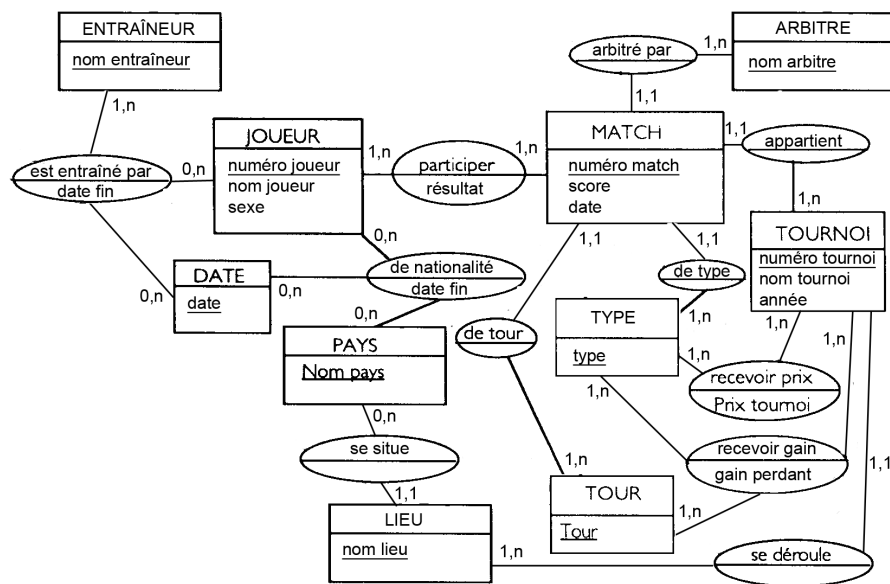 ENTRAÎNEUR
nom entraîneur
ARBITRE
nom arbitre
arbitré par
1,n
1,1
1,n
JOUEUR
numéro joueur
nom joueur
sexe
MATCH
numéro match
score
date
1,1
appartient
est entraîné par
date fin
0,n
1,n
participer
résultat
1,n
1,n
0,n
1,1
1,1
TOURNOI
numéro tournoi
nom tournoi
année
de nationalité
date fin
de type
DATE
date
0,n
0,n
0,n
PAYS
Nom pays
de tour
TYPE
type
1,n
1,n
1,n
recevoir prix
Prix tournoi
1,n
1,n
0,n
se situe
recevoir gain
gain perdant
1,n
1,1
1,1
LIEU
nom lieu
TOUR
Tour
1,n
1,n
se déroule